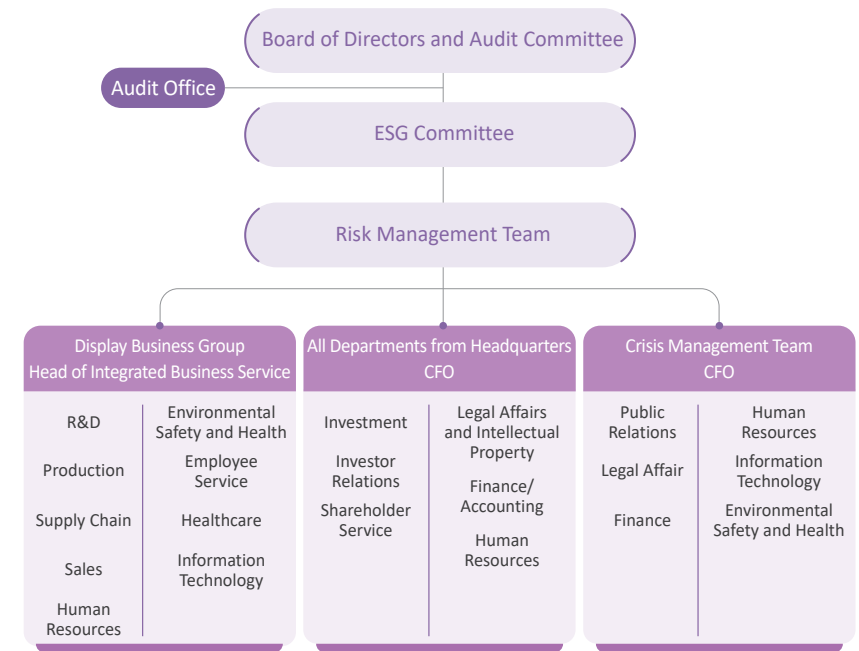 Board of Directors and Audit Committee
Audit Office
ESG Committee
Risk Management Team
Display Business Group
Head of Integrated Business Service
R&D
Production
Supply Chain
Sales
Human
Resources
Environmental
Safety and Health
Employee
Service
Healthcare
Information
Technology
All Departments from Headquarters
CFO
Investment
Investor
Relations
Shareholder
Service
Legal Affairs
and Intellectual
Property
Finance/
Accounting
Human
Resources
Crisis Management Team
CFO
Public
Relations
Legal Affair
Finance
Human
Resources
Information
Technology
Environmental
Safety and Health